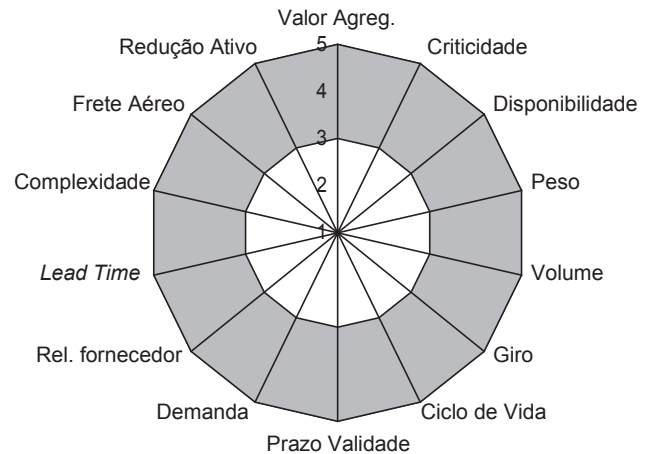 Valor Agreg.
Criticidade
Disponibilidade
Peso
Volume
Giro
Ciclo de Vida
Prazo Validade
Demanda
Rel. fornecedor
Lead Time
Complexidade
Frete Aéreo
Redução Ativo
5
4
3
2
1